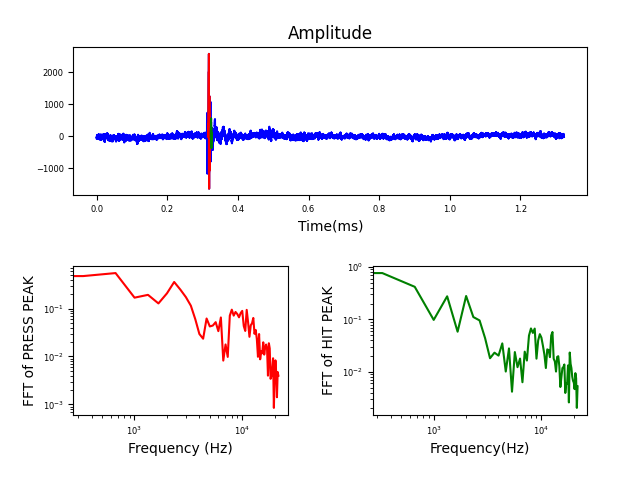 Amplitude
2000
1000
0
−1000
0.0 0.2 0.4 0.6 0.8 1.0 1.2
Time(ms)
FFT of PRESS PEAK
10⁻¹
10⁻²
10⁻³
10³ 10⁴
Frequency (Hz)
FFT of HIT PEAK
10⁰
10⁻¹
10⁻²
10³ 10⁴
Frequency(Hz)